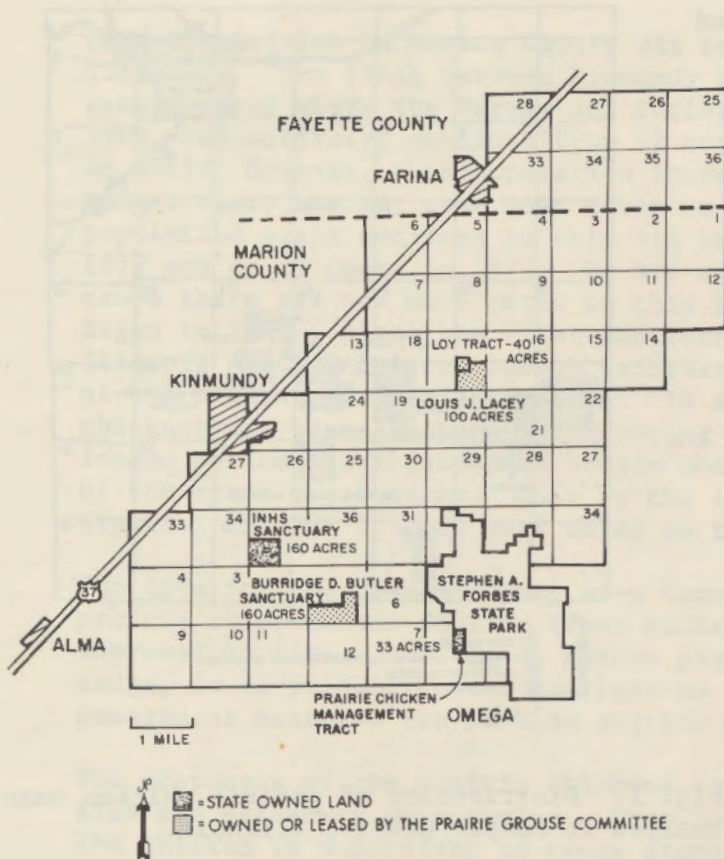 28 27 26 25
FAYETTE COUNTY
33 34 35 36
FARINA
6 5 4 3 2 1
MARION
COUNTY
7 8 9 10 11 12
13 18 16 15 14
LOY TRACT-40
ACRES
KINMUNDY
24 19 LOUIS J. LACEY 22
100 ACRES
21
27 26 25 30 29 28 27
33 34 INHS 36 31 34
SANCTUARY
160 ACRES
4 3 BURRIDGE D. BUTLER
SANCTUARY 6
160 ACRES
STEPHEN A.
FORBES
STATE
PARK
37
ALMA
9 10 11 12 7
33 ACRES
PRAIRIE CHICKEN
MANAGEMENT
TRACT
OMEGA
1 MILE
=STATE OWNED LAND
=OWNED OR LEASED BY THE PRAIRIE GROUSE COMMITTEE